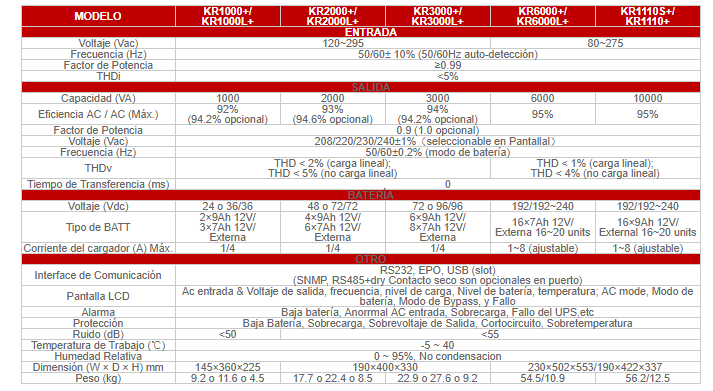 MODELO KR1000+/ KR2000+/ KR3000+/ KR6000+/ KR1110S+/
KR1000L+ KR2000L+ KR3000L+ KR6000L+ KR1110+
ENTRADA
Voltaje (Vac) 120~295 80~275
Frecuencia (Hz) 50/60± 10% (50/60Hz auto-detección)
Factor de Potencia ≥0.99
THDi <5%
SALIDA
Capacidad (VA) 1000 2000 3000 6000 10000
Eficiencia AC / AC (Máx.) 92% 93% 94% 95% 95%
(94.2% opcional) (94.6% opcional) (94.2% opcional)
Factor de Potencia 0.9 (1.0 opcional)
Voltaje (Vac) 208/220/230/240±1%（seleccionable en Pantallal)
Frecuencia (Hz) 50/60±0.2% (modo de batería)
THDv THD < 2% (carga lineal); THD < 1% (carga lineal);
THD < 5% (no carga lineal) THD < 4% (no carga lineal)
Tiempo de Transferencia (ms) 0
BATERÍA
Voltaje (Vdc) 24 o 36/36 48 o 72/72 72 o 96/96 192/192~240 192/192~240
Tipo de BATT 2×9Ah 12V/ 4×9Ah 12V/ 6×9Ah 12V/ 16×7Ah 12V/ 16×9Ah 12V/
3×7Ah 12V/ 6×7Ah 12V/ 8×7Ah 12V/ Externa 16~20 units External 16~20 units
Externa Externa Externa
Corriente del cargador (A) Máx. 1/4 1/4 1/4 1~8 (ajustable) 1~8 (ajustable)
OTRO
Interface de Comunicación RS232, EPO, USB (slot)
(SNMP, RS485+dry Contacto seco son opcionales en puerto)
Pantalla LCD Ac entrada & Voltaje de salida, frecuencia, nivel de carga, Nivel de batería, temperatura; AC mode, Modo de
batería, Modo de Bypass, y Fallo
Alarma Baja batería, Anorrmal AC entrada, Sobrecarga, Fallo del UPS,etc
Protección Baja Batería, Sobrecarga, Sobrevoltaje de Salida, Cortocircuito, Sobretemperatura
Ruido (dB) <50 <55
Temperatura de Trabajo (℃) -5 ~ 40
Humedad Relativa 0 ~ 95%, No condensacion
Dimensión (W × D × H) mm 145×360×225 190×400×330 230×502×553/190×422×337
Peso (kg) 9.2 o 11.6 o 4.5 17.7 o 22.4 o 8.5 22.9 o 27.6 o 9.2 54.5/10.9 56.2/12.5